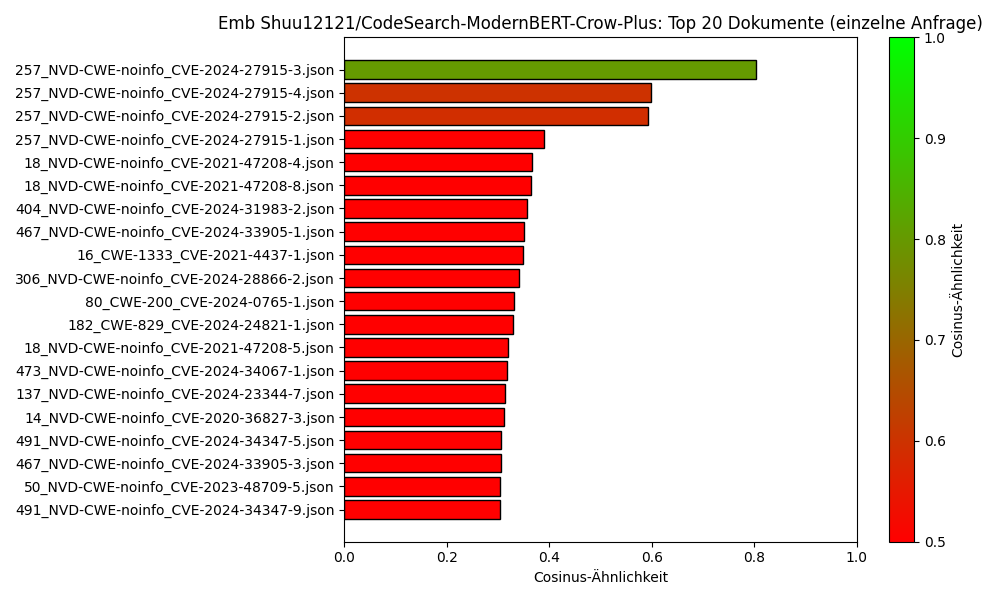 Emb Shuu12121/CodeSearch-ModernBERT-Crow-Plus: Top 20 Dokumente (einzelne Anfrage)
257_NVD-CWE-noinfo_CVE-2024-27915-3.json
257_NVD-CWE-noinfo_CVE-2024-27915-4.json
257_NVD-CWE-noinfo_CVE-2024-27915-2.json
257_NVD-CWE-noinfo_CVE-2024-27915-1.json
18_NVD-CWE-noinfo_CVE-2021-47208-4.json
18_NVD-CWE-noinfo_CVE-2021-47208-8.json
404_NVD-CWE-noinfo_CVE-2024-31983-2.json
467_NVD-CWE-noinfo_CVE-2024-33905-1.json
16_CWE-1333_CVE-2021-4437-1.json
306_NVD-CWE-noinfo_CVE-2024-28866-2.json
80_CWE-200_CVE-2024-0765-1.json
182_CWE-829_CVE-2024-24821-1.json
18_NVD-CWE-noinfo_CVE-2021-47208-5.json
473_NVD-CWE-noinfo_CVE-2024-34067-1.json
137_NVD-CWE-noinfo_CVE-2024-23344-7.json
14_NVD-CWE-noinfo_CVE-2020-36827-3.json
491_NVD-CWE-noinfo_CVE-2024-34347-5.json
467_NVD-CWE-noinfo_CVE-2024-33905-3.json
50_NVD-CWE-noinfo_CVE-2023-48709-5.json
491_NVD-CWE-noinfo_CVE-2024-34347-9.json
0.0 0.2 0.4 0.6 0.8 1.0
Cosinus-Ähnlichkeit
1.0
0.9
0.8
0.7
0.6
0.5
Cosinus-Ähnlichkeit